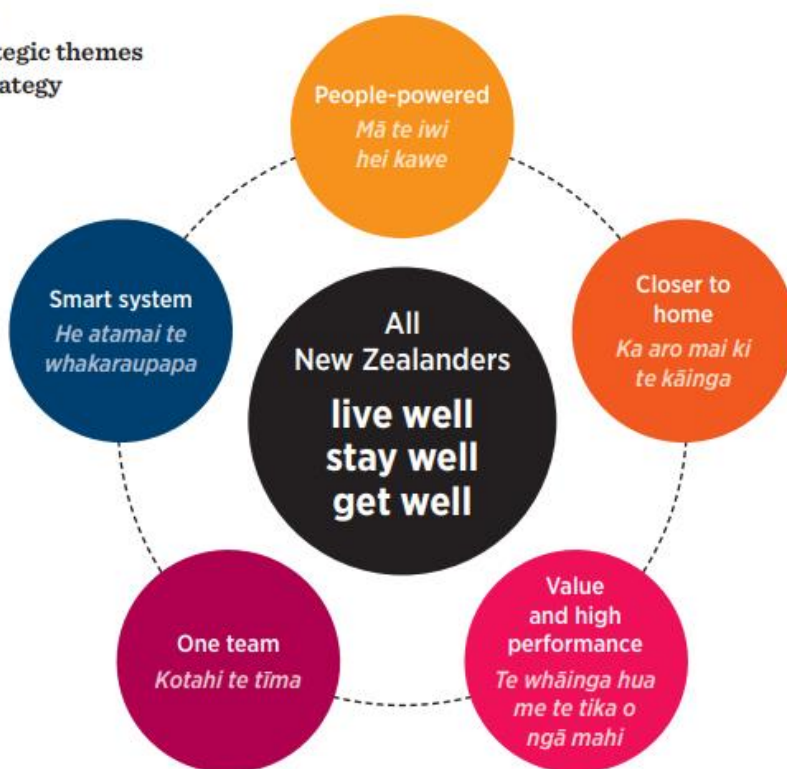 tegic themes
ategy
People-powered
Mā te iwi
hei kawe
Smart system
He atamai te
whakaraupapa
Closer to
home
Ka aro mai ki
te kāinga
All
New Zealanders
live well
stay well
get well
One team
Kotahi te tīma
Value
and high
performance
Te whāinga hua
me te tika o
ngā mahi